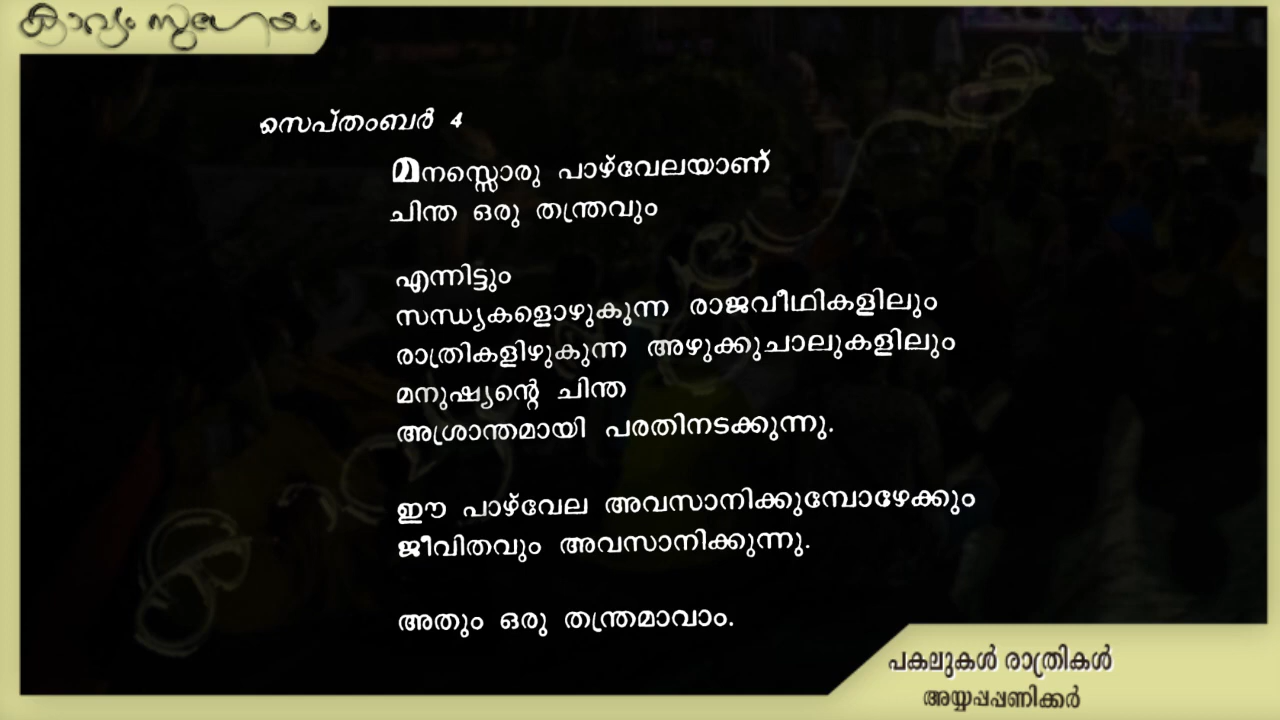 കാവ്യം സുഗേയം
സെപ്തംബർ 4
മനസ്സൊരു പാഴ്‌വേലയാണ്
ചിന്ത ഒരു തന്ത്രവും
എന്നിട്ടും
സന്ധ്യകളൊഴുകുന്ന രാജവീഥികളിലും
രാത്രികളിഴുകുന്ന അഴുക്കുചാലുകളിലും
മനുഷ്യന്റെ ചിന്ത
അശ്രാന്തമായി പരതിനടക്കുന്നു.
ഈ പാഴ്‌വേല അവസാനിക്കുമ്പോഴേക്കും
ജീവിതവും അവസാനിക്കുന്നു.
അതും ഒരു തന്ത്രമാവാം.
പകലുകൾ രാത്രികൾ
അയ്യപ്പപ്പണിക്കർ